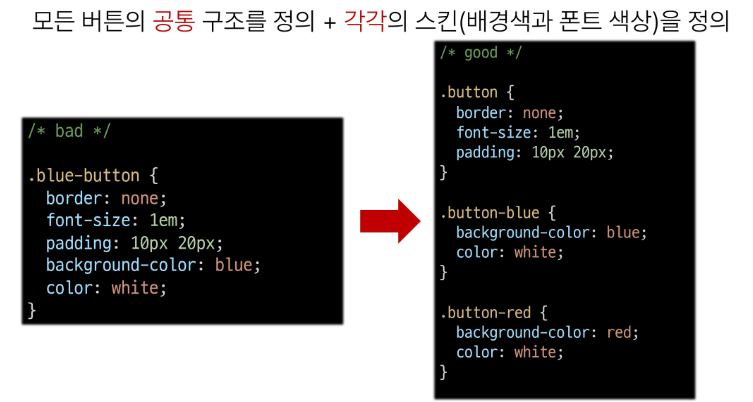 모든 버튼의 공통 구조를 정의 + 각각의 스킨(배경색과 폰트 색상)을 정의
/* bad */
.blue-button {
border: none;
font-size: 1em;
padding: 10px 20px;
background-color: blue;
color: white;
}
/* good */
.button {
border: none;
font-size: 1em;
padding: 10px 20px;
}
.button-blue {
background-color: blue;
color: white;
}
.button-red {
background-color: red;
color: white;
}